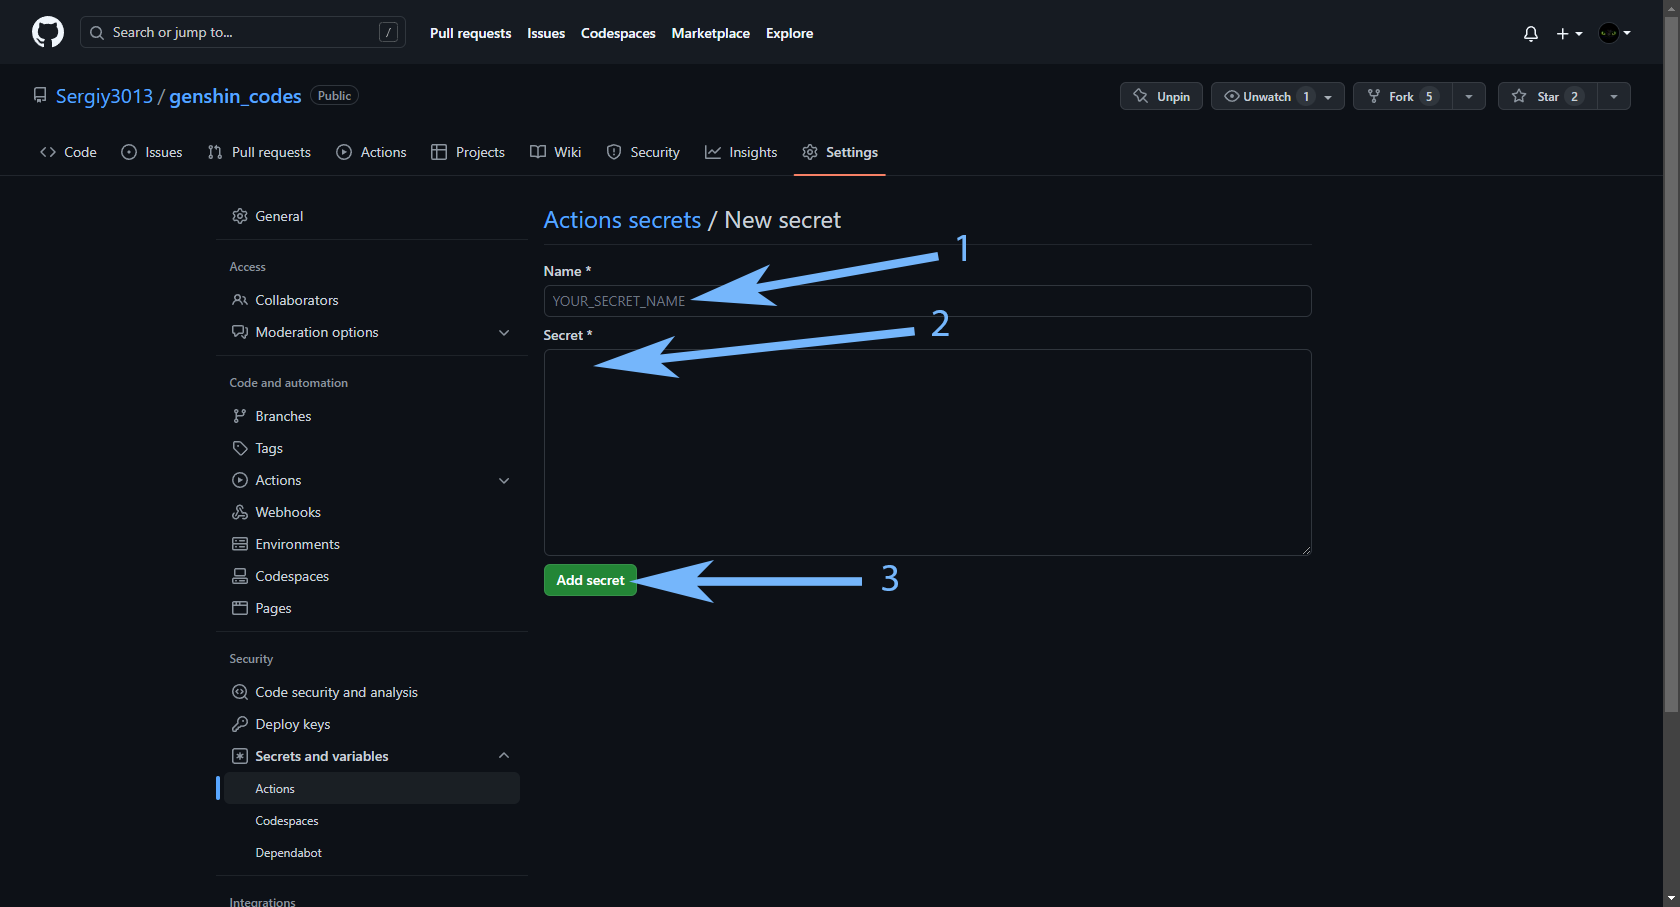 Search or jump to... /
Pull requests Issues Codespaces Marketplace Explore
Sergiy3013 / genshin_codes Public
Unpin Unwatch 1 Fork 5 Star 2
Code Issues Pull requests Actions Projects Wiki Security Insights Settings
General
Access
Collaborators
Moderation options
Code and automation
Branches
Tags
Actions
Webhooks
Environments
Codespaces
Pages
Security
Code security and analysis
Deploy keys
Secrets and variables
Actions
Codespaces
Dependabot
Integrations
Actions secrets / New secret
1
Name *
YOUR_SECRET_NAME
2
Secret *
Add secret
3